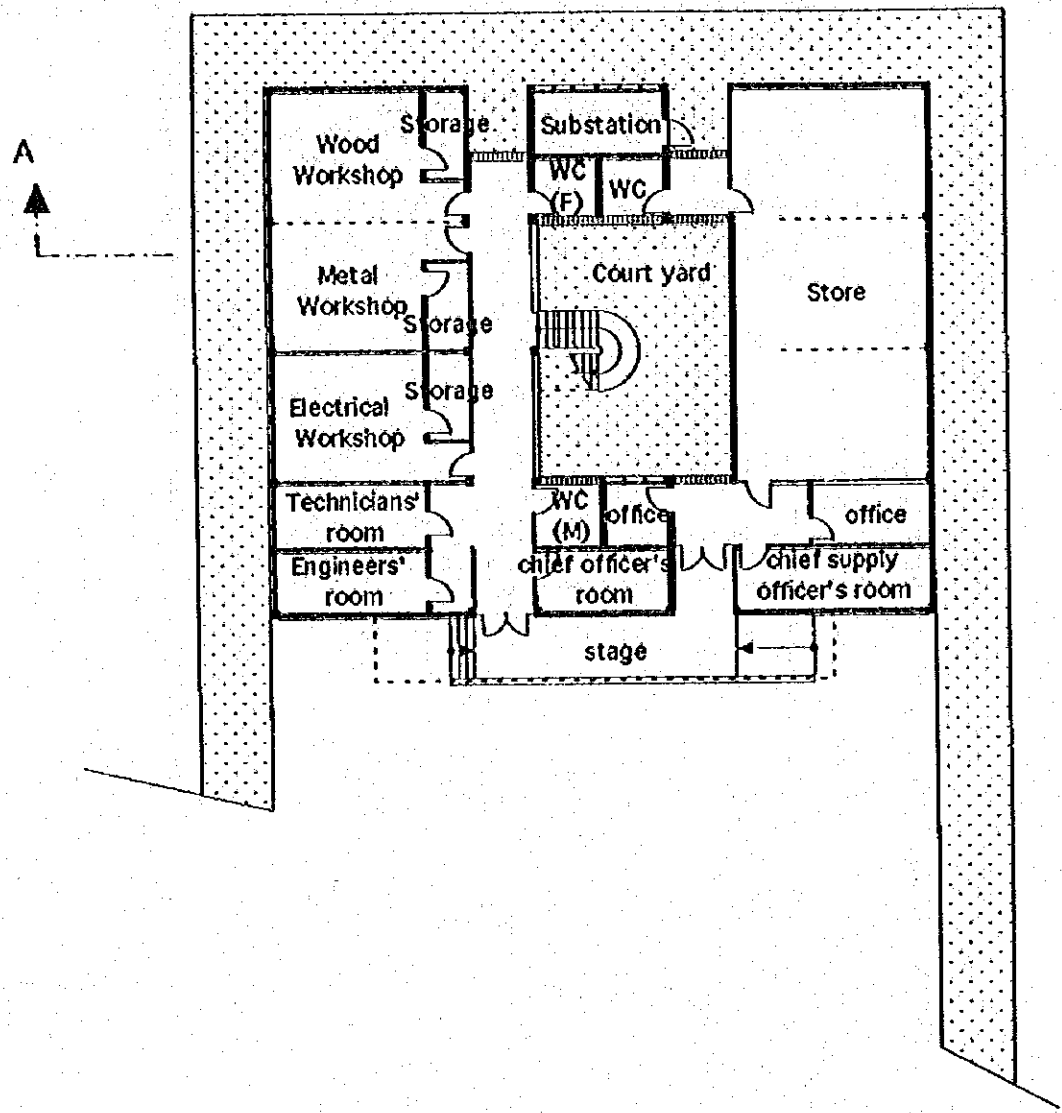 A
Wood
Workshop
Storage
Substation
WC
(F)
WC
Metal
Workshop
Storage
Court yard
Store
Electrical
Workshop
Storage
Technicians'
room
WC
(M)
office
office
Engineers'
room
chief officer's
room
chief supply
officer's room
stage